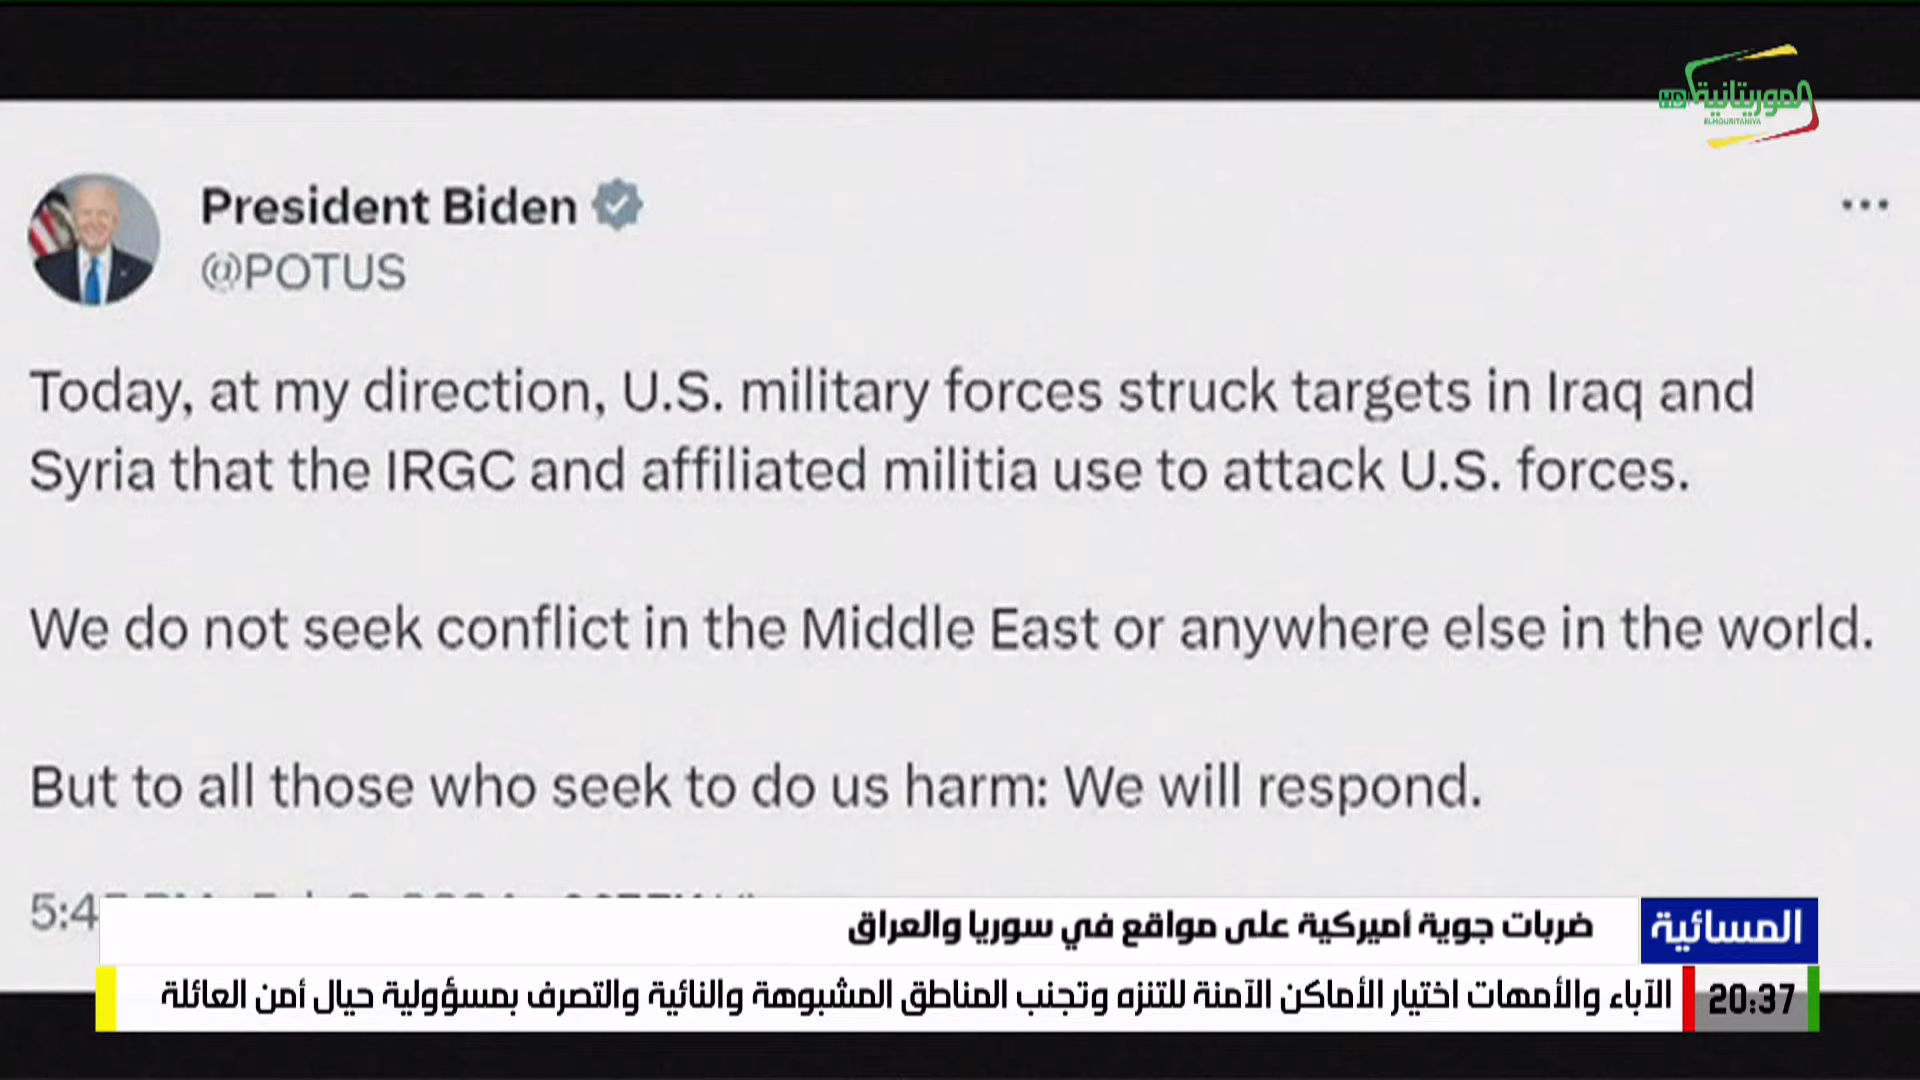 الموريتانية HD
ELMOURITANIYA
President Biden
@POTUS
Today, at my direction, U.S. military forces struck targets in Iraq and
Syria that the IRGC and affiliated militia use to attack U.S. forces.
We do not seek conflict in the Middle East or anywhere else in the world.
But to all those who seek to do us harm: We will respond.
5:4
المسائية
ضربات جوية أميركية على مواقع في سوريا والعراق
20:37
الآباء والأمهات اختيار الأماكن الآمنة للتنزه وتجنب المناطق المشبوهة والنائية والتصرف بمسؤولية حيال أمن العائلة